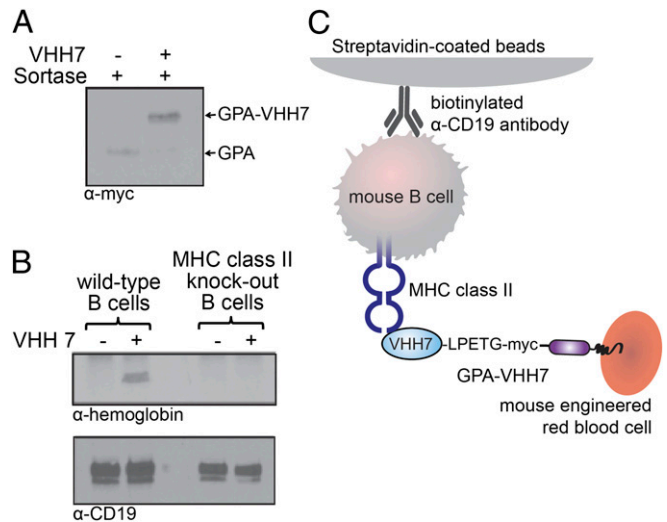 A
VHH7 - +
Sortase + +
GPA-VHH7
GPA
α-myc
B
wild-type
B cells
MHC class II
knock-out
B cells
VHH 7 - + - +
α-hemoglobin
α-CD19
C
Streptavidin-coated beads
biotinylated
α-CD19 antibody
mouse B cell
MHC class II
VHH7 -LPETG-myc
GPA-VHH7
mouse engineered
red blood cell